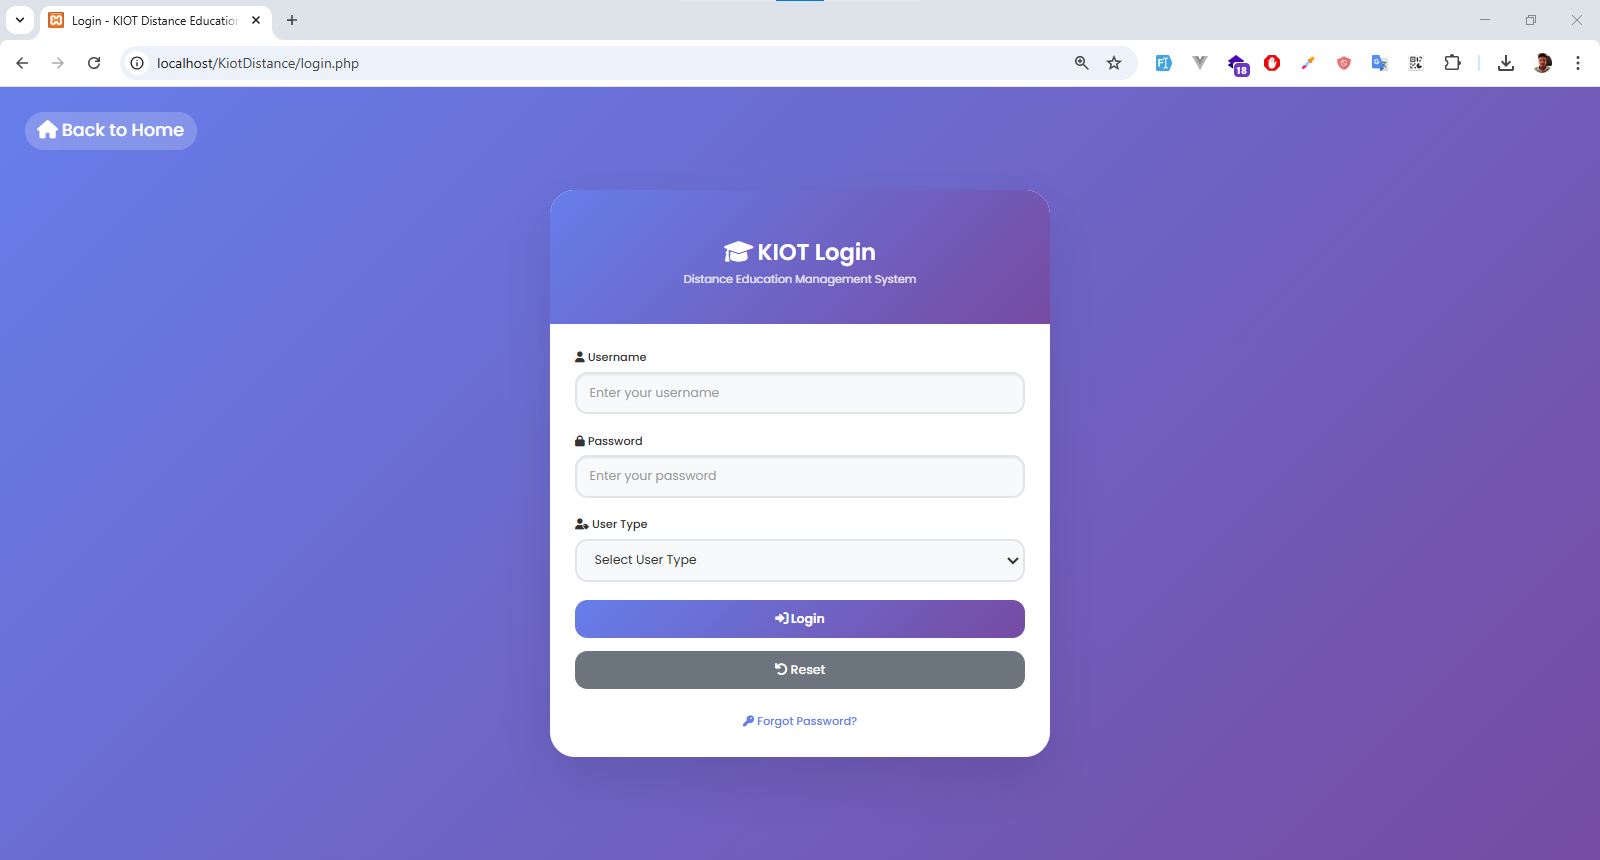 Login - KIOT Distance Education
localhost/KiotDistance/login.php
18
Back to Home
KIOT Login
Distance Education Management System
Username
Enter your username
Password
Enter your password
User Type
Select User Type
Login
Reset
Forgot Password?